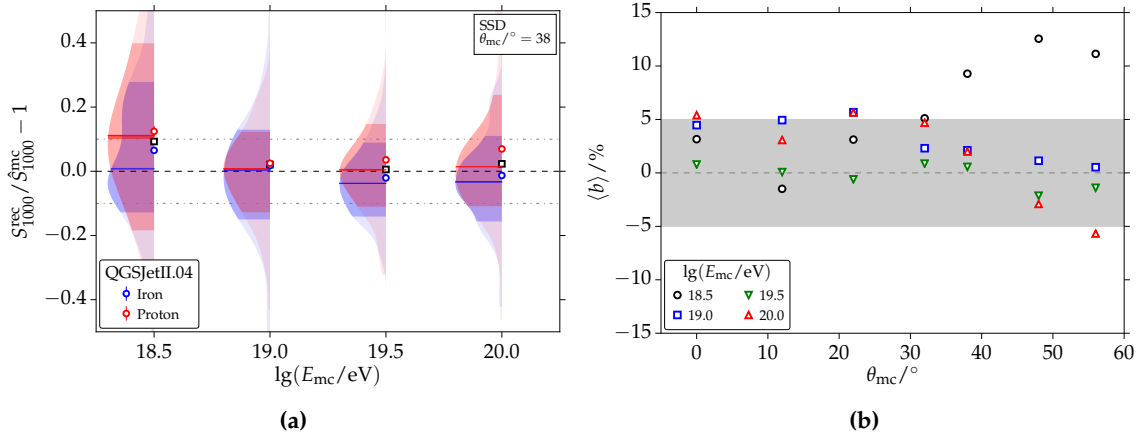 SSD
θmc/° = 38
0.4
0.2
0.0
−0.2
−0.4
S^rec_1000 / Ŝ^mc_1000 − 1
QGSJetII.04
Iron
Proton
18.5 19.0 19.5 20.0
lg(Emc/eV)
(a)
15
10
5
0
−5
−10
−15
⟨b⟩/%
lg(Emc/eV)
18.5 19.5
19.0 20.0
0 10 20 30 40 50 60
θmc/°
(b)